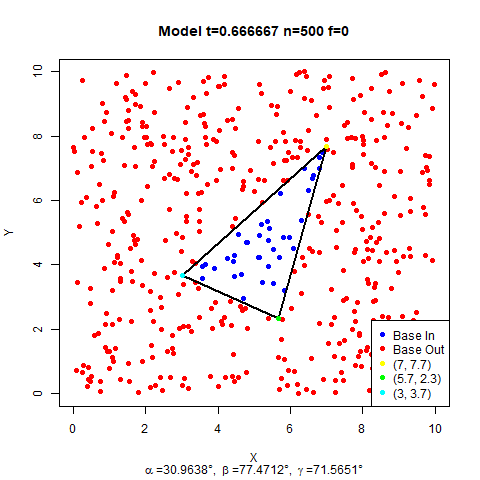 Model t=0.666667 n=500 f=0
Y
10
8
6
4
2
0
0 2 4 6 8 10
Base In
Base Out
(7, 7.7)
(5.7, 2.3)
(3, 3.7)
X
α=30.9638°, β=77.4712°, γ=71.5651°